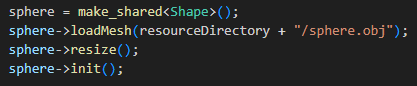 sphere = make_shared<Shape>();
sphere->loadMesh(resourceDirectory + "/sphere.obj");
sphere->resize();
sphere->init();